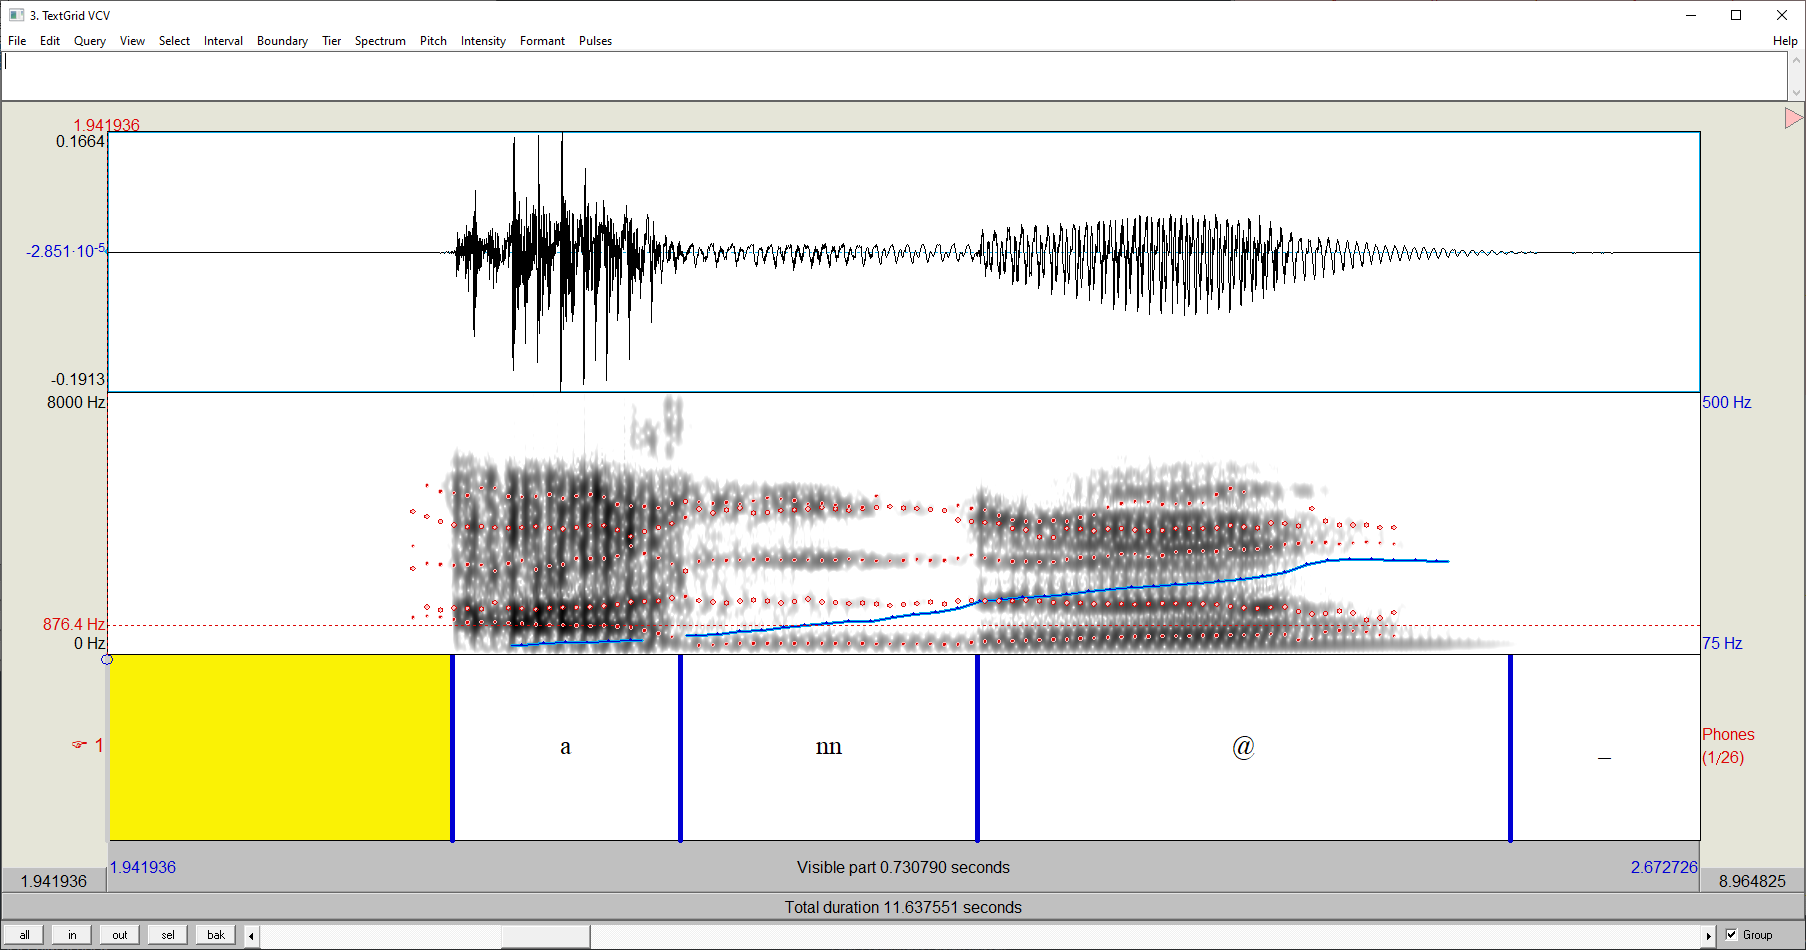 3. TextGrid VCV
File Edit Query View Select Interval Boundary Tier Spectrum Pitch Intensity Formant Pulses Help
1.941936
0.1664
-2.851·10-5
-0.1913
8000 Hz 500 Hz
876.4 Hz
0 Hz 75 Hz
☞ 1 a nn @ _ Phones
(1/26)
1.941936 Visible part 0.730790 seconds 2.672726
1.941936 8.964825
Total duration 11.637551 seconds
all in out sel bak Group